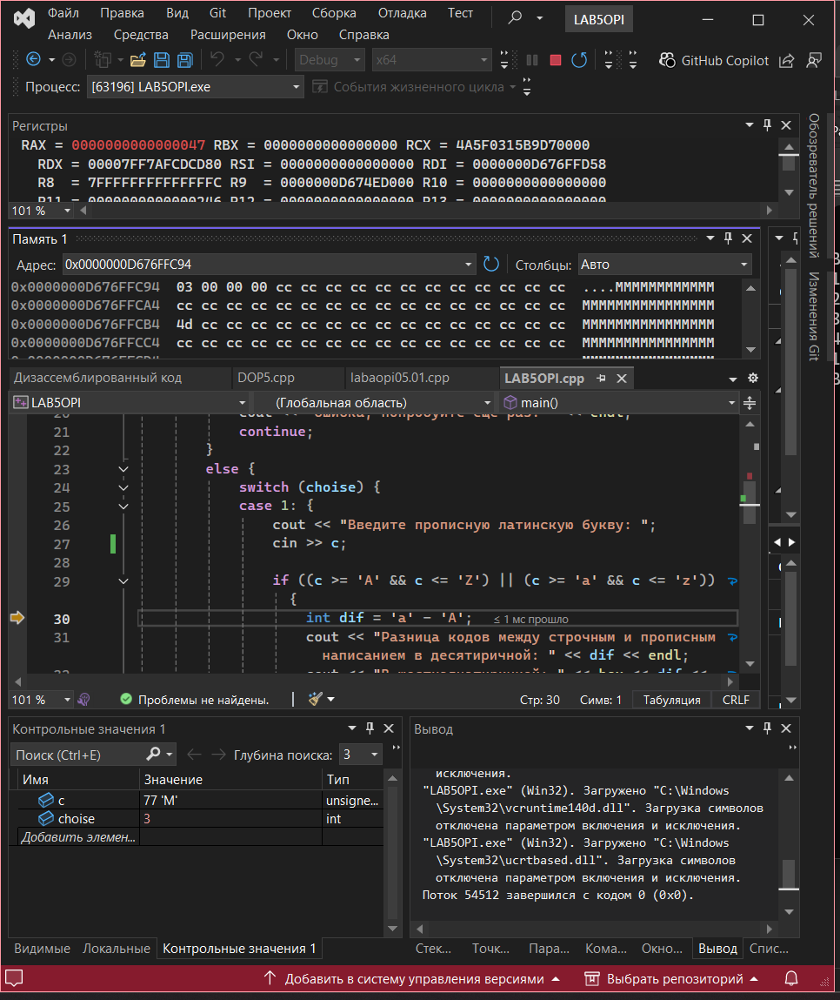 Файл Правка Вид Git Проект Сборка Отладка Тест
LAB5OPI
Анализ Средства Расширения Окно Справка
Debug x64 GitHub Copilot
Процесс: [63196] LAB5OPI.exe События жизненного цикла
Регистры
RAX = 0000000000000047 RBX = 0000000000000000 RCX = 4A5F0315B9D70000
RDX = 00007FF7AFCDCD80 RSI = 0000000000000000 RDI = 0000000D676FFD58
R8 = 7FFFFFFFFFFFFFFC R9 = 0000000D674ED000 R10 = 0000000000000000
R11 = 0000000000000246 R12 = 0000000000000000 R13 = 0000000000000000
101 %
Память 1
Адрес: 0x0000000D676FFC94 Столбцы: Авто
0x0000000D676FFC94 03 00 00 00 cc cc cc cc cc cc cc cc cc cc cc cc ....MMMMMMMMMMMM
0x0000000D676FFCA4 cc cc cc cc cc cc cc cc cc cc cc cc cc cc cc cc MMMMMMMMMMMMMMMM
0x0000000D676FFCB4 4d cc cc cc cc cc cc cc cc cc cc cc cc cc cc cc MMMMMMMMMMMMMMMM
0x0000000D676FFCC4 cc cc cc cc cc cc cc cc cc cc cc cc cc cc cc cc MMMMMMMMMMMMMMMM
Обозреватель решений
Изменения Git
Дизассемблированный код DOP5.cpp labaopi05.01.cpp LAB5OPI.cpp
LAB5OPI (Глобальная область) main()
20 cout << "Ошибка, попробуйте еще раз." << endl;
21 continue;
22 }
23 else {
24 switch (choise) {
25 case 1: {
26 cout << "Введите прописную латинскую букву: ";
27 cin >> c;
28
29 if ((c >= 'A' && c <= 'Z') || (c >= 'a' && c <= 'z'))
{
30 int dif = 'a' - 'A'; ≤ 1 мс прошло
31 cout << "Разница кодов между строчным и прописным
написанием в десятиричной: " << dif << endl;
101 % Проблемы не найдены. Стр: 30 Симв: 1 Табуляция CRLF
Контрольные значения 1
Поиск (Ctrl+E) Глубина поиска: 3
Имя Значение Тип
c 77 'M' unsigne...
choise 3 int
Добавить элемен...
Видимые Локальные Контрольные значения 1
Вывод
исключения.
"LAB5OPI.exe" (Win32). Загружено "C:\Windows
\System32\vcruntime140d.dll". Загрузка символов
отключена параметром включения и исключения.
"LAB5OPI.exe" (Win32). Загружено "C:\Windows
\System32\ucrtbased.dll". Загрузка символов
отключена параметром включения и исключения.
Поток 54512 завершился с кодом 0 (0x0).
Стек... Точк... Пара... Кома... Окно... Вывод Спис...
Добавить в систему управления версиями Выбрать репозиторий